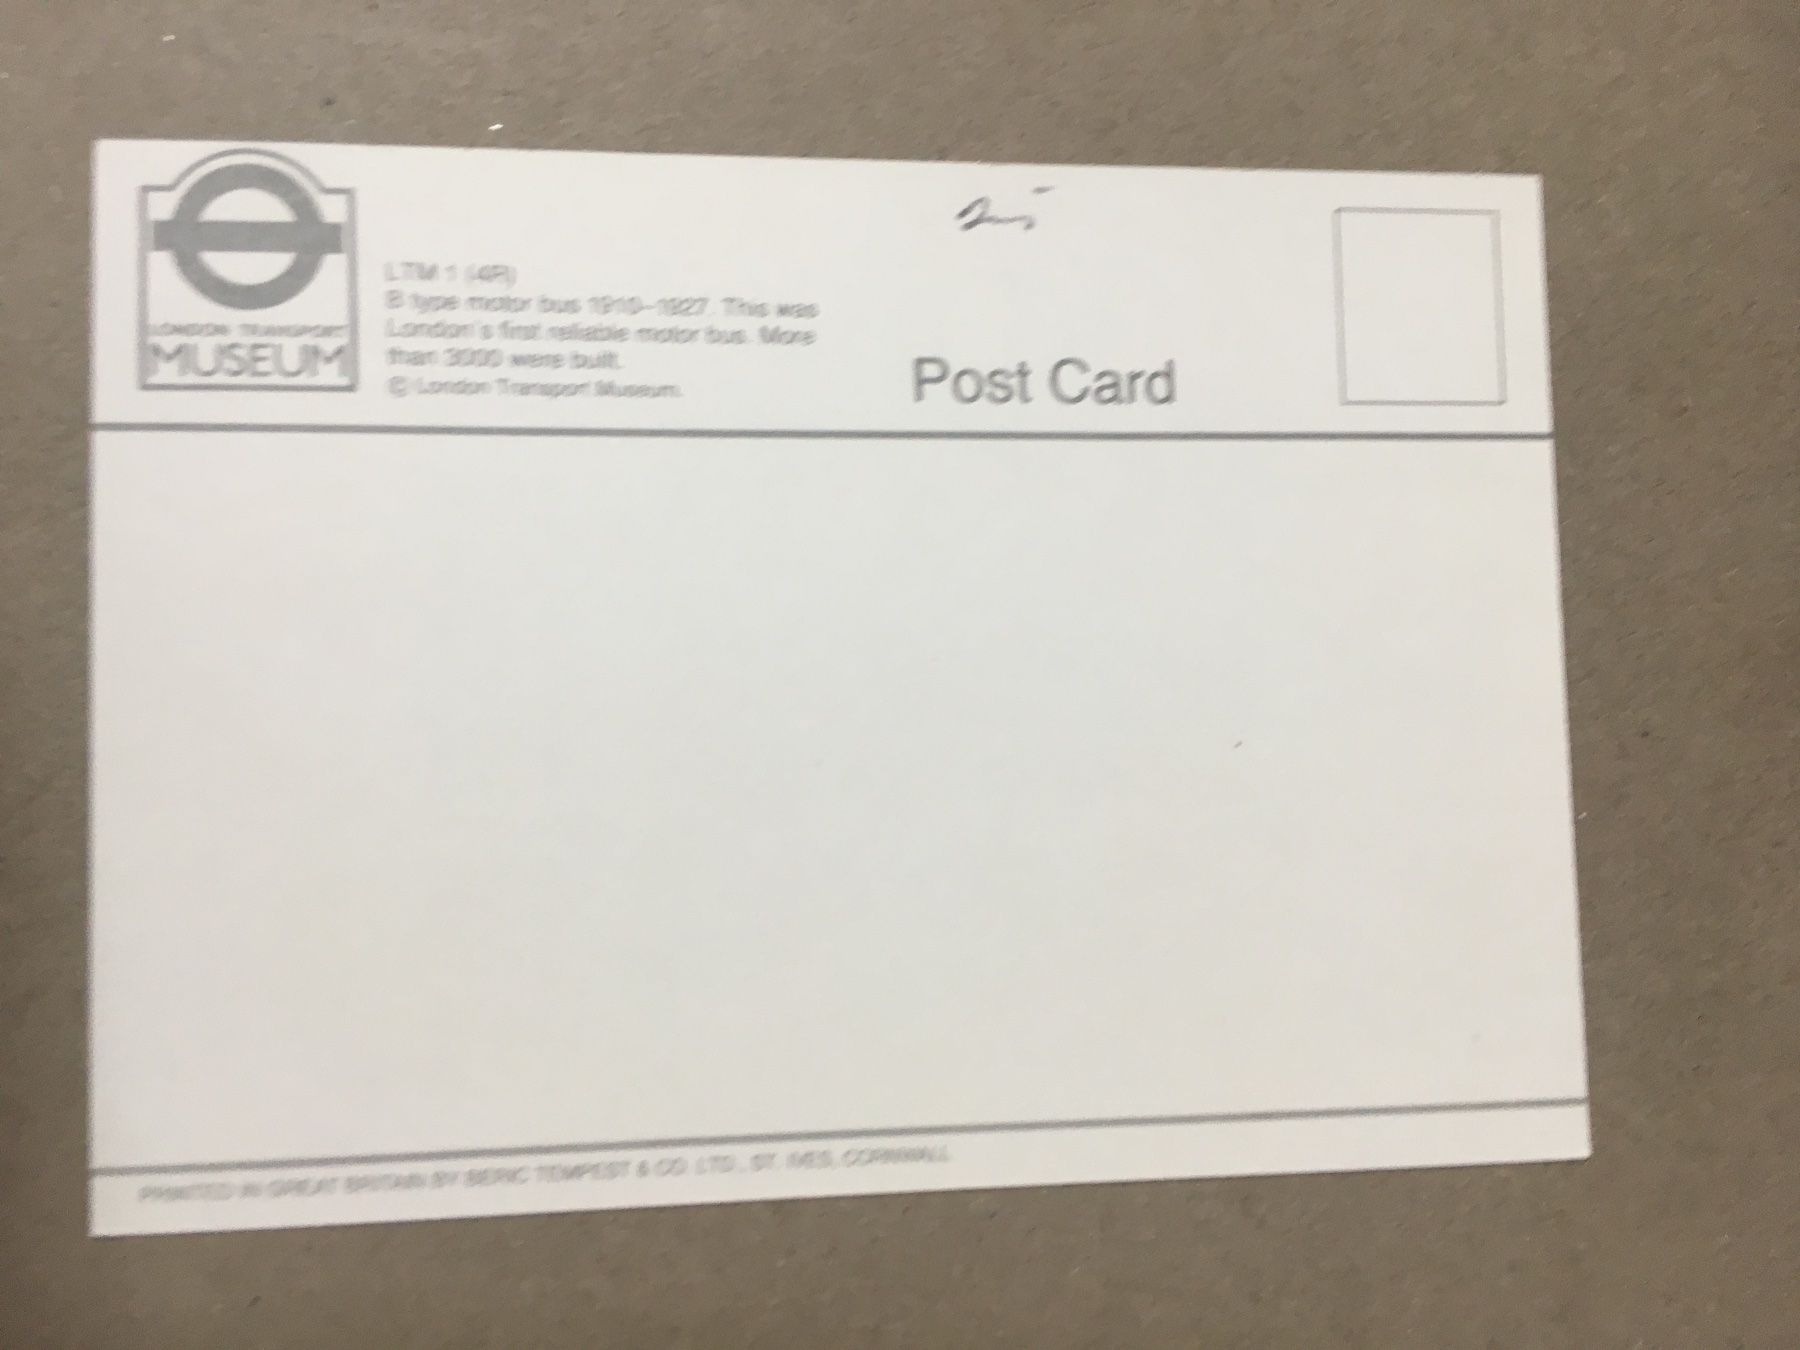 LONDON TRANSPORT
MUSEUM
LTM 1 (4R)
B type motor bus 1910–1927. This was
London's first reliable motor bus. More
than 3000 were built.
© London Transport Museum.
Post Card
PRINTED IN GREAT BRITAIN BY BERIC TEMPEST & CO. LTD., ST. IVES, CORNWALL